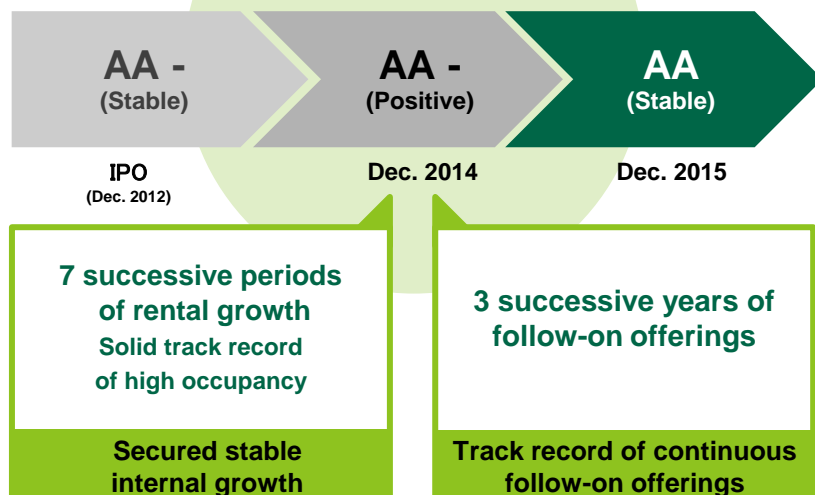 AA -
(Stable)
AA -
(Positive)
AA
(Stable)
IPO
(Dec. 2012)
Dec. 2014
Dec. 2015
7 successive periods
of rental growth
Solid track record
of high occupancy
Secured stable
internal growth
3 successive years of
follow-on offerings
Track record of continuous
follow-on offerings